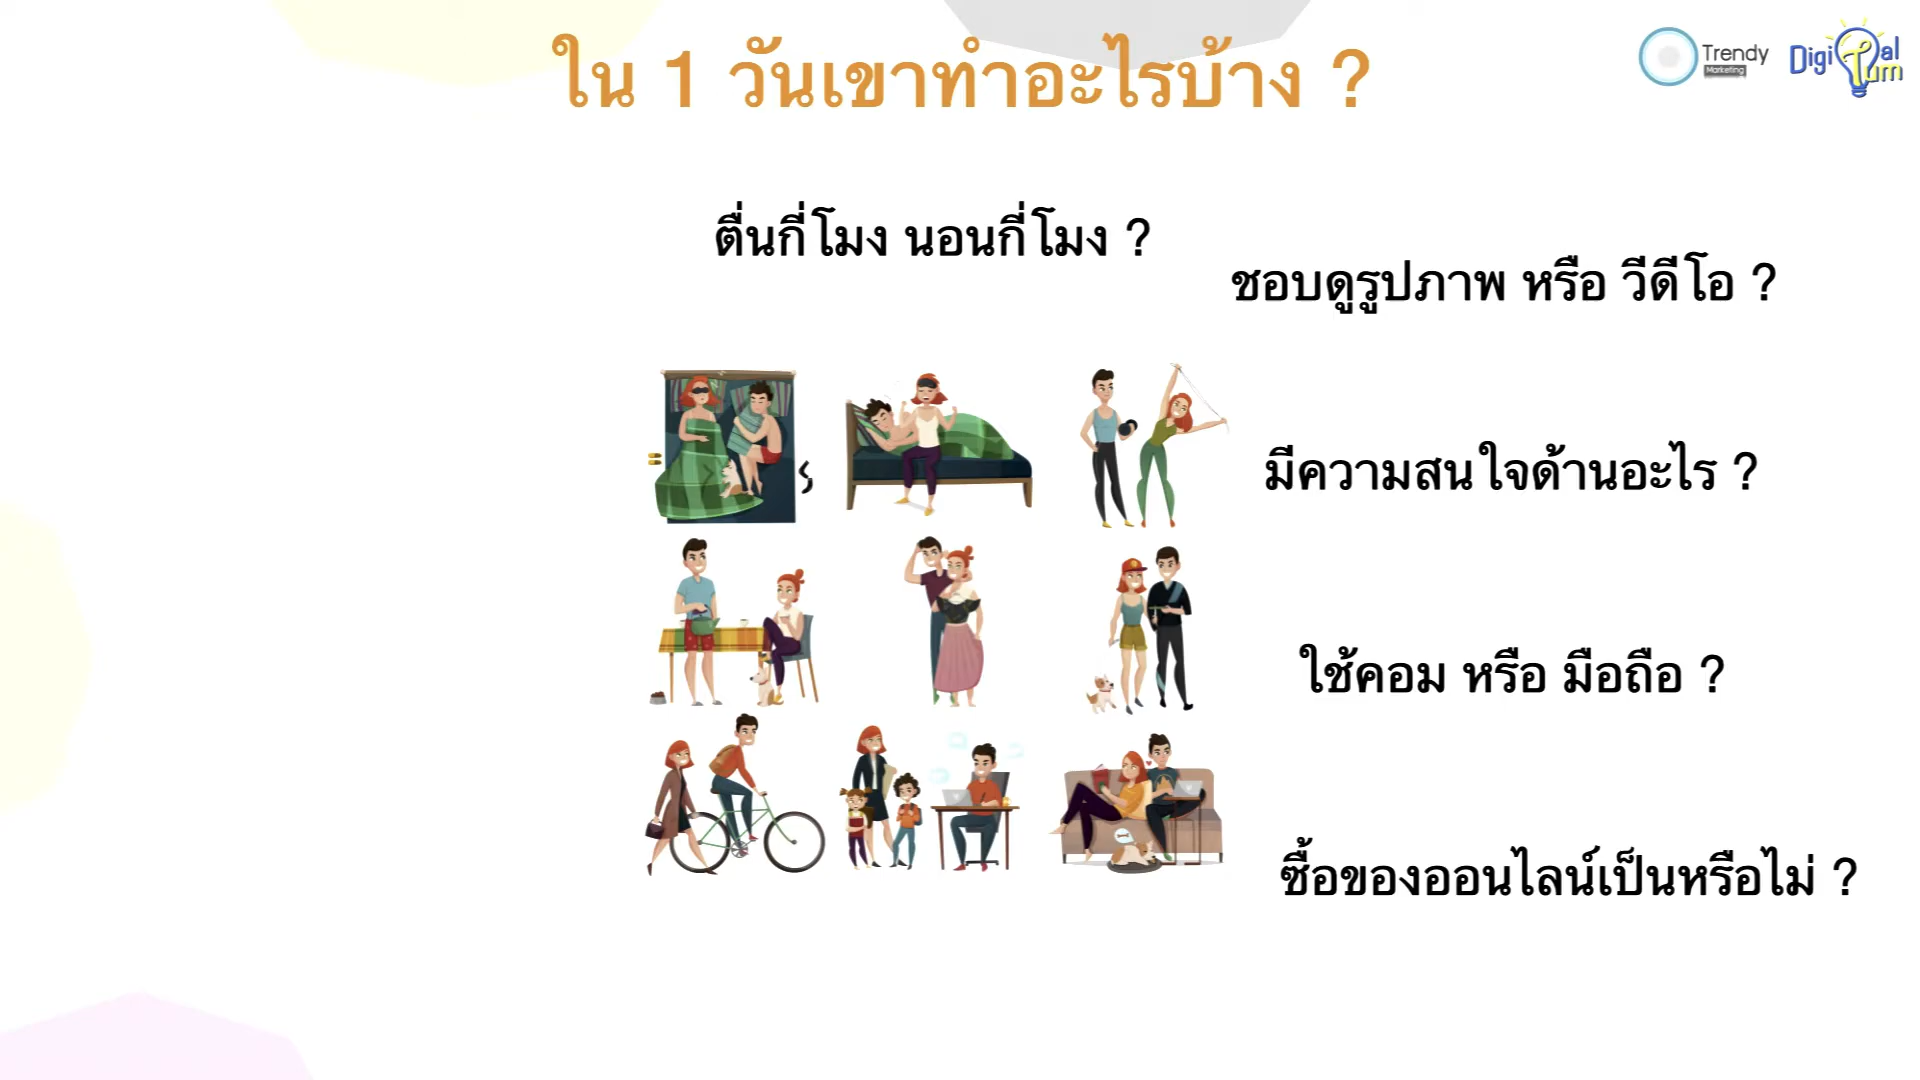 ใน 1 วันเขาทำอะไรบ้าง ?
Trendy
Marketing
Digital
Tum
ตื่นกี่โมง นอนกี่โมง ?
ชอบดูรูปภาพ หรือ วีดีโอ ?
มีความสนใจด้านอะไร ?
ใช้คอม หรือ มือถือ ?
ซื้อของออนไลน์เป็นหรือไม่ ?